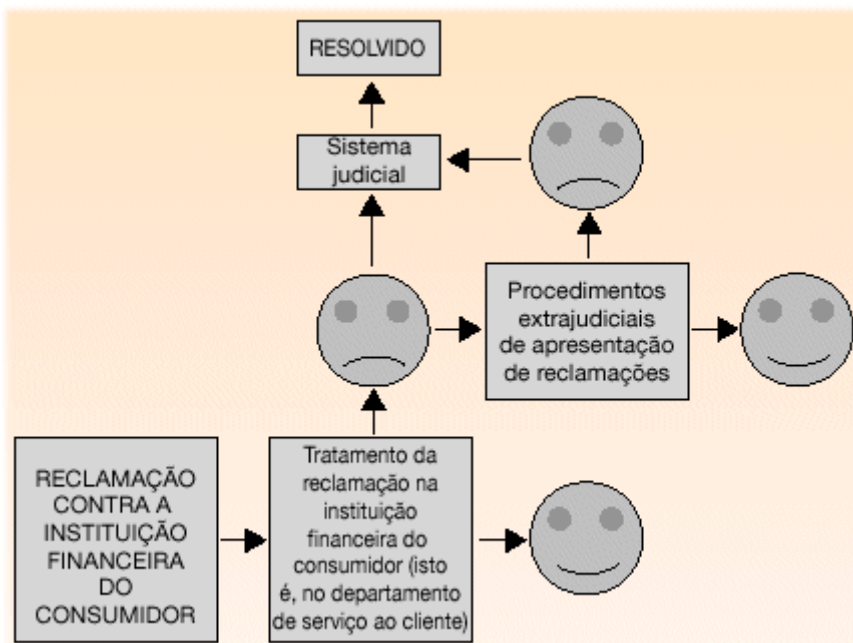 RESOLVIDO
Sistema
judicial
Procedimentos
extrajudiciais
de apresentação
de reclamações
RECLAMAÇÃO
CONTRA A
INSTITUIÇÃO
FINANCEIRA
DO
CONSUMIDOR
Tratamento da
reclamação na
instituição
financeira do
consumidor (isto
é, no departamento
de serviço ao cliente)